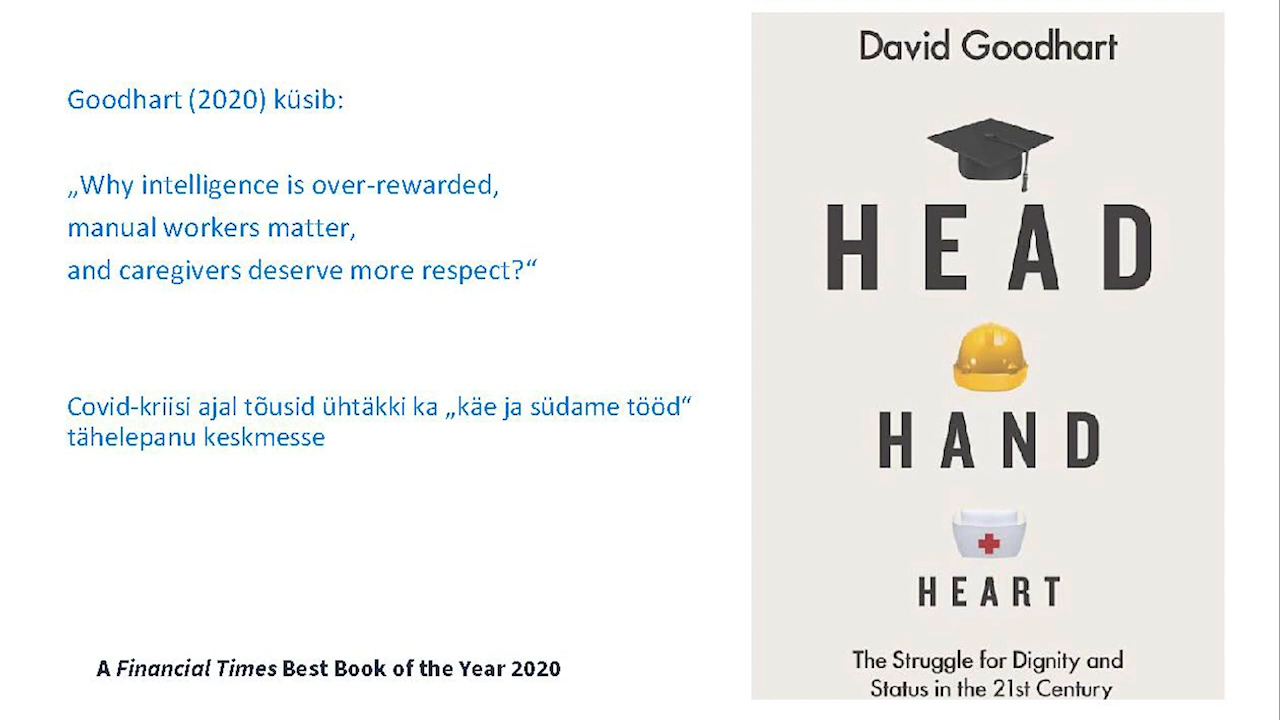 Goodhart (2020) küsib:
„Why intelligence is over-rewarded,
manual workers matter,
and caregivers deserve more respect?“
Covid-kriisi ajal tõusid ühtäkki ka „käe ja südame tööd“
tähelepanu keskmesse
A Financial Times Best Book of the Year 2020
David Goodhart
HEAD
HAND
HEART
The Struggle for Dignity and
Status in the 21st Century